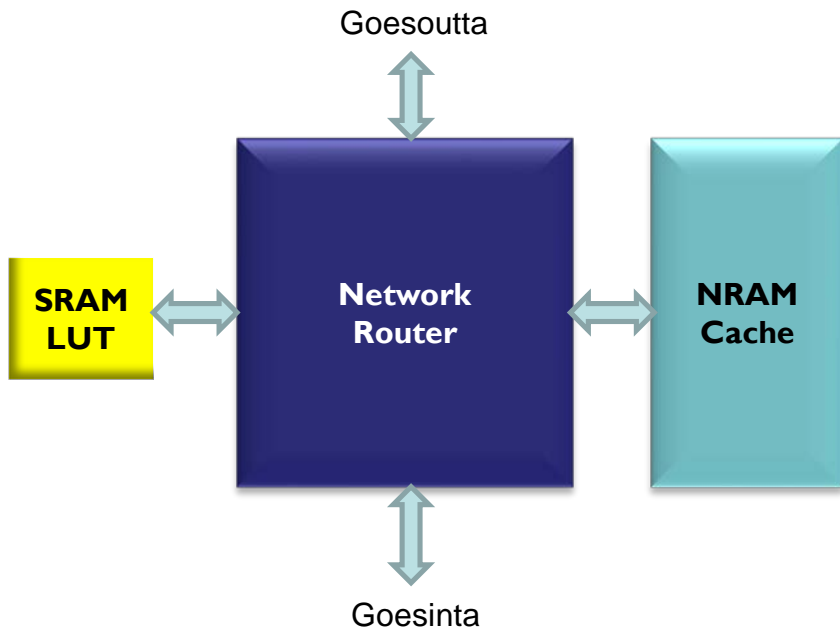 Goesoutta
SRAM
LUT
Network
Router
NRAM
Cache
Goesinta